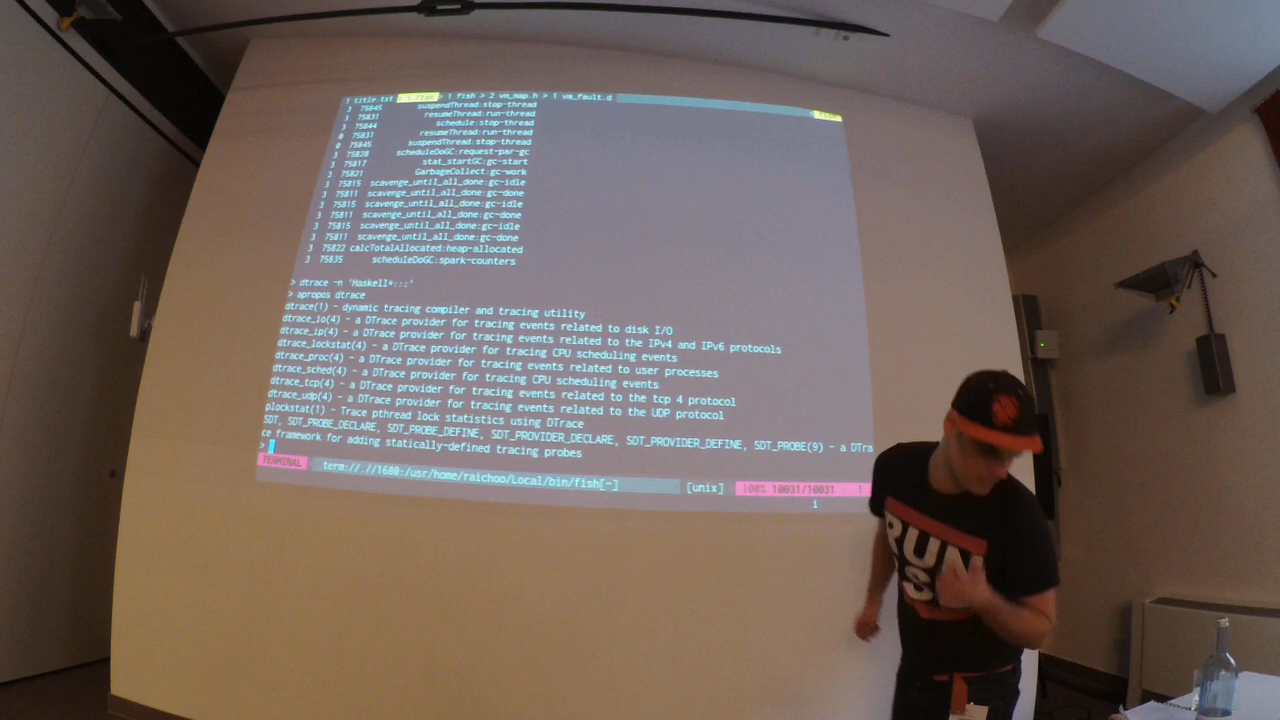 1 title.txt > 1 fish > 1 fish > 2 vm_map.h > 1 vm_fault.d
3 75845 suspendThread:stop-thread
3 75831 resumeThread:run-thread
3 75844 schedule:stop-thread
0 75831 resumeThread:run-thread
0 75845 suspendThread:stop-thread
3 75828 scheduleDoGC:request-par-gc
3 75817 stat_startGC:gc-start
3 75821 GarbageCollect:gc-work
3 75815 scavenge_until_all_done:gc-idle
3 75811 scavenge_until_all_done:gc-done
3 75815 scavenge_until_all_done:gc-idle
3 75811 scavenge_until_all_done:gc-done
3 75815 scavenge_until_all_done:gc-idle
3 75811 scavenge_until_all_done:gc-done
3 75822 calcTotalAllocated:heap-allocated
3 75835 scheduleDoGC:spark-counters
> dtrace -n 'Haskell*:::'
> apropos dtrace
dtrace(1) - dynamic tracing compiler and tracing utility
dtrace_io(4) - a DTrace provider for tracing events related to disk I/O
dtrace_ip(4) - a DTrace provider for tracing events related to the IPv4 and IPv6 protocols
dtrace_lockstat(4) - a DTrace provider for tracing CPU scheduling events
dtrace_proc(4) - a DTrace provider for tracing events related to user processes
dtrace_sched(4) - a DTrace provider for tracing CPU scheduling events
dtrace_tcp(4) - a DTrace provider for tracing events related to the tcp 4 protocol
dtrace_udp(4) - a DTrace provider for tracing events related to the UDP protocol
plockstat(1) - Trace pthread lock statistics using DTrace
SDT, SDT_PROBE_DECLARE, SDT_PROBE_DEFINE, SDT_PROVIDER_DECLARE, SDT_PROVIDER_DEFINE, SDT_PROBE(9) - a DTra
ce framework for adding statically-defined tracing probes
>
TERMINAL term://.//1680:/usr/home/raichoo/Local/bin/fish[-] [unix] 100% 10031/10031 : 1
i
RUN